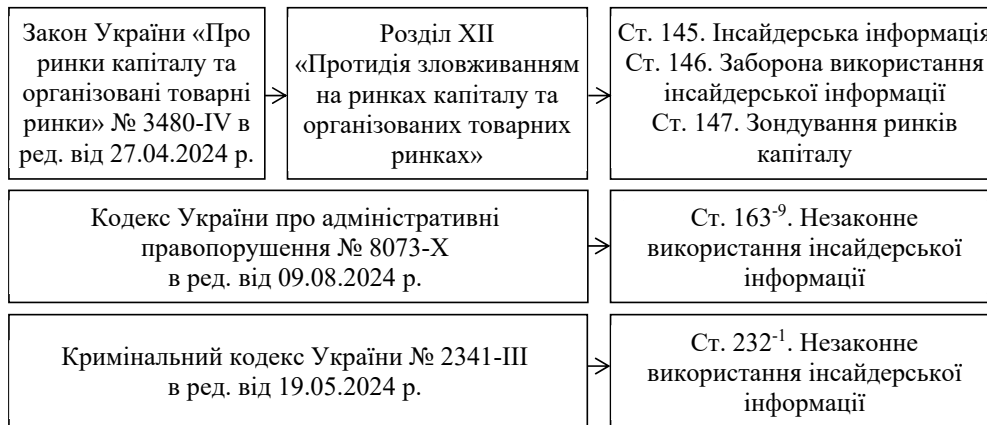 Закон України «Про
ринки капіталу та
організовані товарні
ринки» № 3480-IV в
ред. від 27.04.2024 р.
Розділ XII
«Протидія зловживанням
на ринках капіталу та
організованих товарних
ринках»
Ст. 145. Інсайдерська інформація
Ст. 146. Заборона використання
інсайдерської інформації
Ст. 147. Зондування ринків
капіталу
Кодекс України про адміністративні
правопорушення № 8073-X
в ред. від 09.08.2024 р.
Ст. 163⁻⁹. Незаконне
використання інсайдерської
інформації
Кримінальний кодекс України № 2341-III
в ред. від 19.05.2024 р.
Ст. 232⁻¹. Незаконне
використання інсайдерської
інформації